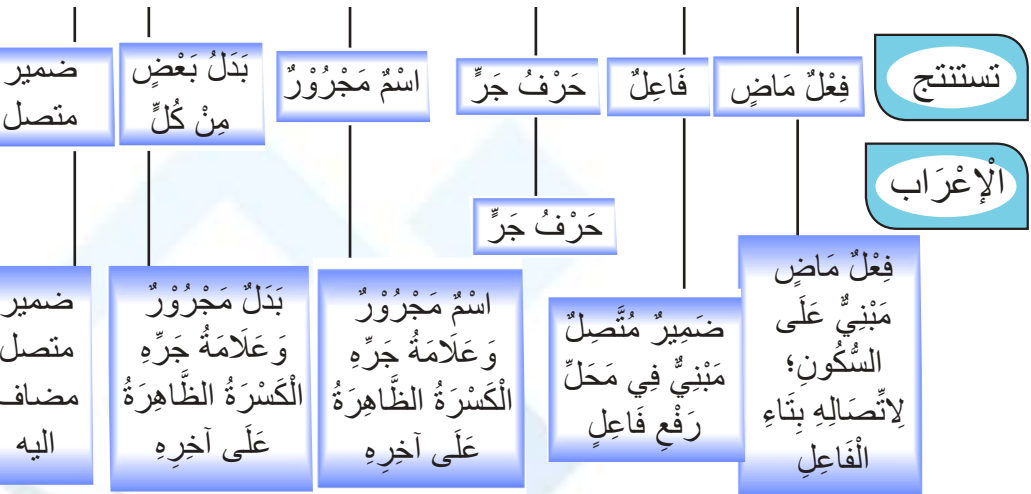 تستنتج
فِعْلٌ مَاضٍ
فَاعِلٌ
حَرْفُ جَرٍّ
اسْمٌ مَجْرُوْرٌ
بَدَلُ بَعْضٍ
مِنْ كُلٍّ
ضمير
متصل
الْإِعْرَاب
فِعْلٌ مَاضٍ
مَبْنِيٌّ عَلَى
السُّكُونِ؛
لِاتِّصَالِهِ بِتَاءِ
الْفَاعِلِ
ضَمِيرٌ مُتَّصِلٌ
مَبْنِيٌّ فِي مَحَلِّ
رَفْعِ فَاعِلٍ
حَرْفُ جَرٍّ
اسْمٌ مَجْرُوْرٌ
وَعَلَامَةُ جَرِّهِ
الْكَسْرَةُ الظَّاهِرَةُ
عَلَى آخِرِهِ
بَدَلٌ مَجْرُوْرٌ
وَعَلَامَةُ جَرِّهِ
الْكَسْرَةُ الظَّاهِرَةُ
عَلَى آخِرِهِ
ضمير
متصل
مضاف
اليه